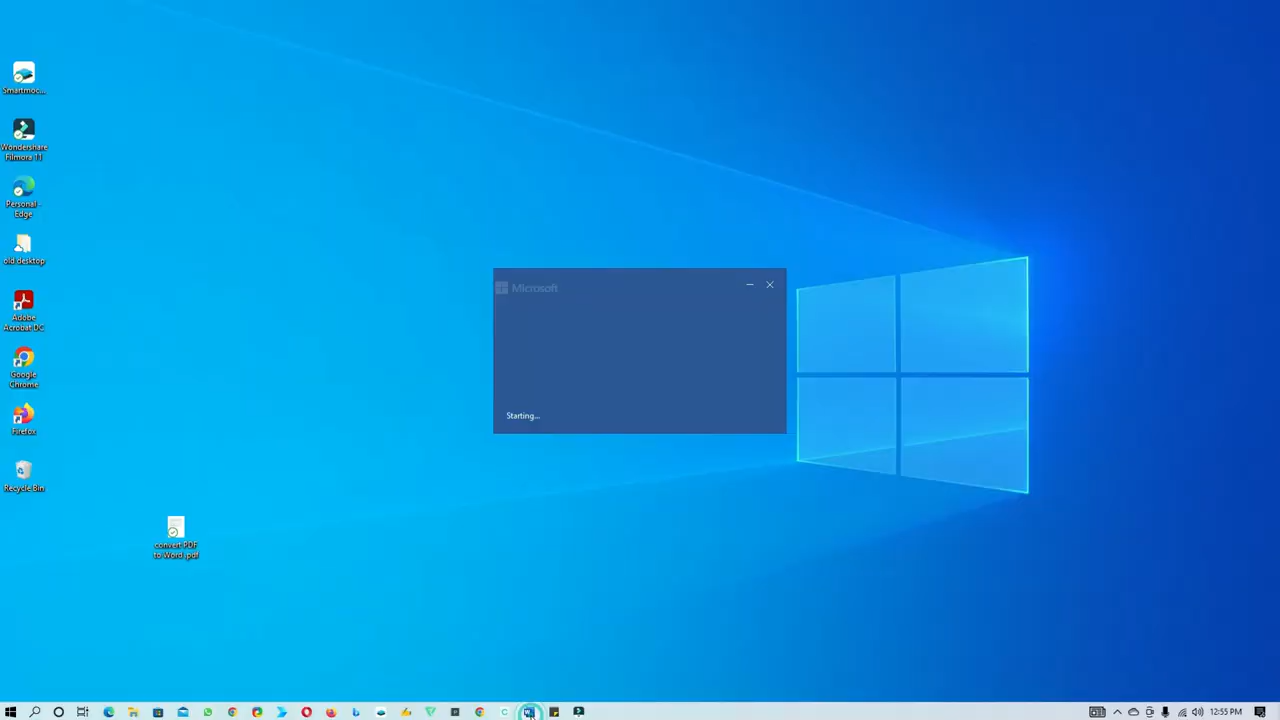 Smartmoc...
Wondershare
Filmora 11
Personal -
Edge
old desktop
Adobe
Acrobat DC
Google
Chrome
Firefox
Recycle Bin
convert PDF
to Word .pdf
Microsoft
Starting...
12:55 PM